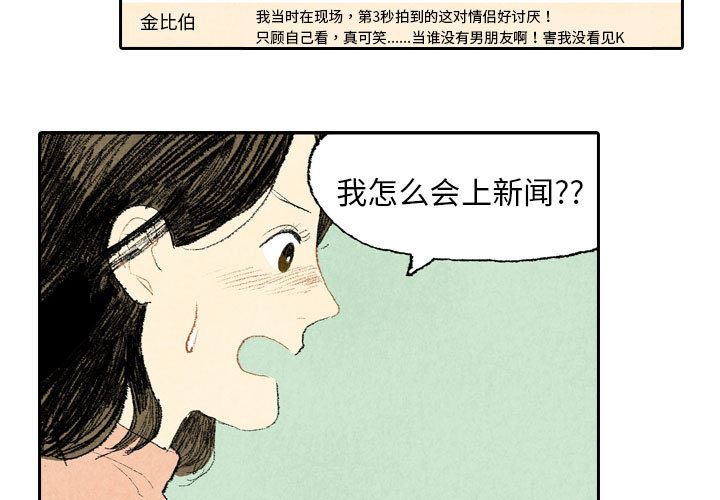 金比伯
我当时在现场，第3秒拍到的这对情侣好讨厌！
只顾自己看，真可笑......当谁没有男朋友啊！害我没看见K
我怎么会上新闻??